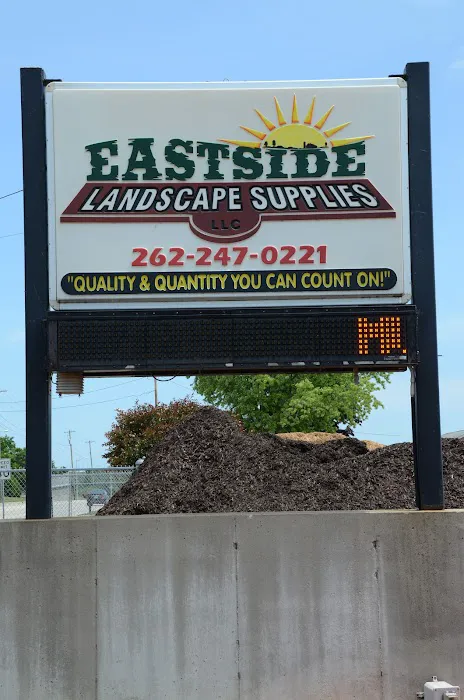 EASTSIDE
LANDSCAPE SUPPLIES
LLC
262-247-0221
"QUALITY & QUANTITY YOU CAN COUNT ON!"